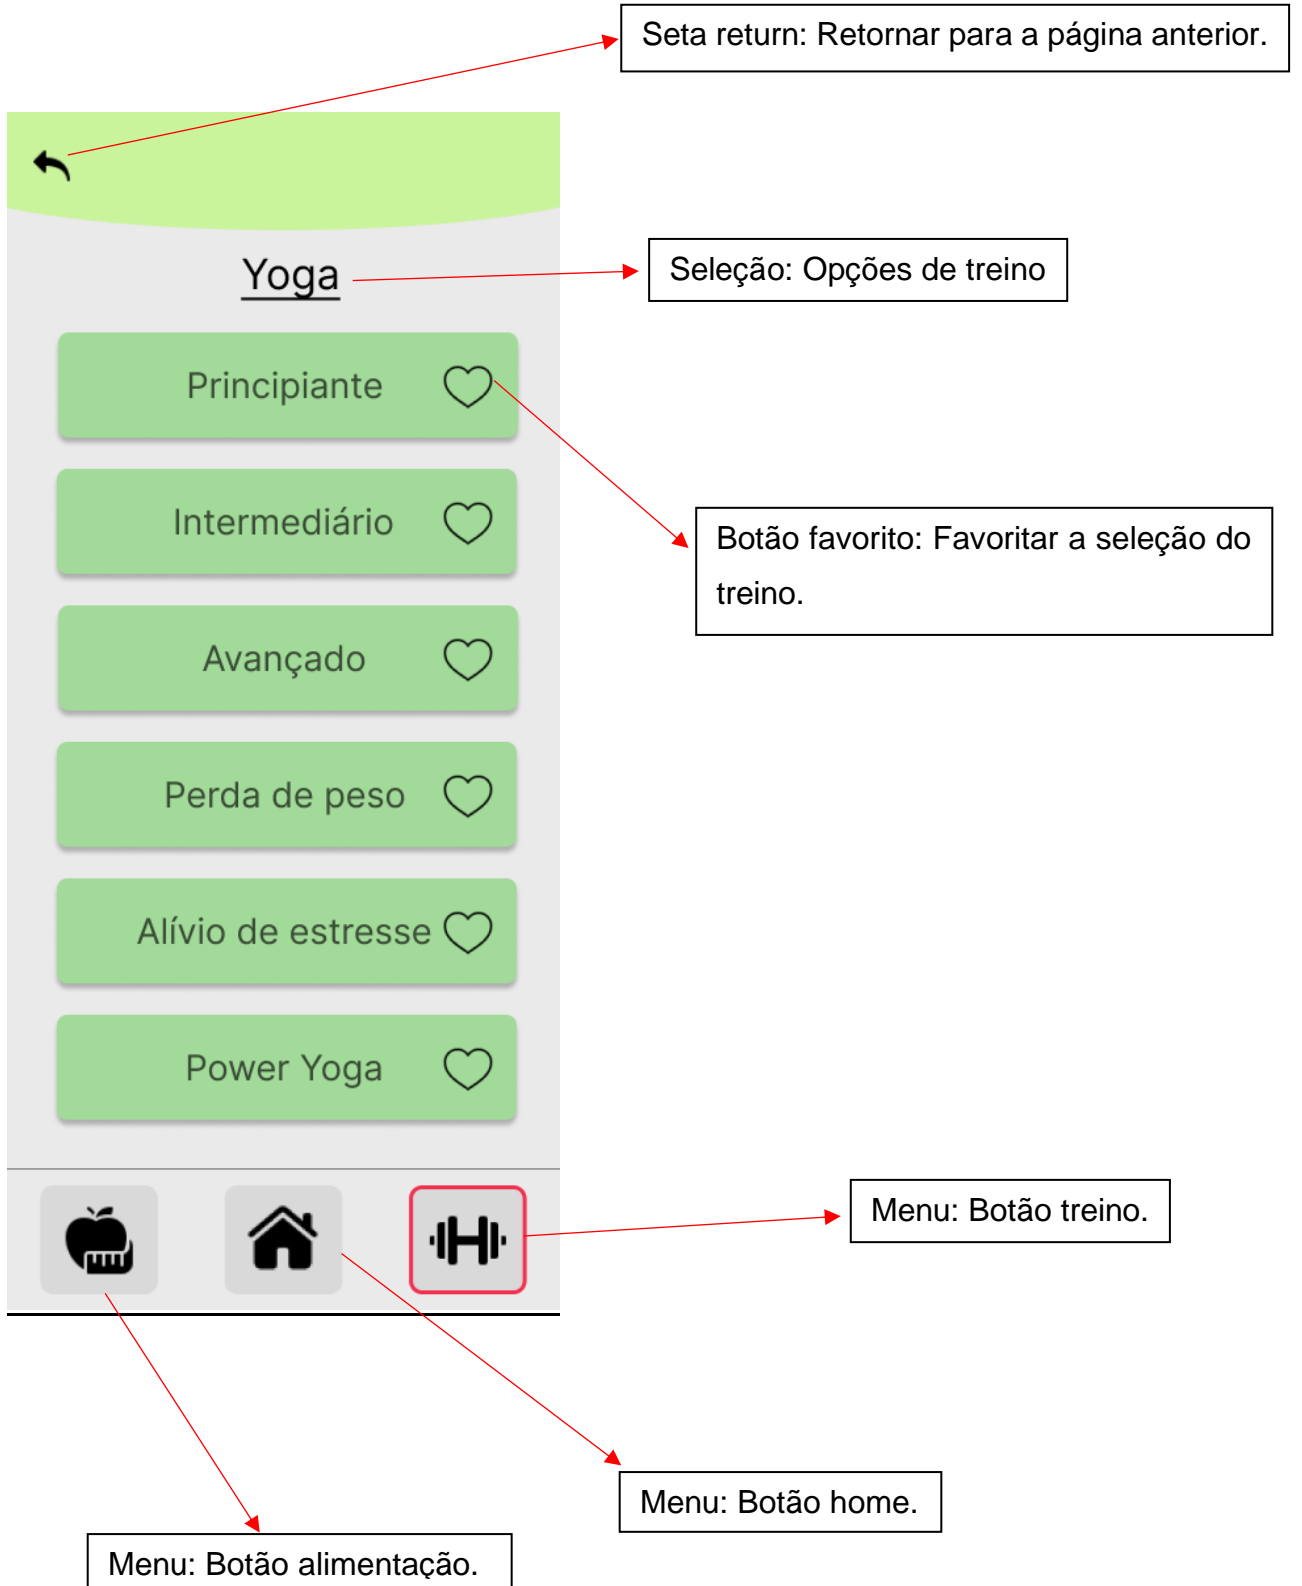 Seta return: Retornar para a página anterior.
Yoga
Seleção: Opções de treino
Principiante
Intermediário
Botão favorito: Favoritar a seleção do
treino.
Avançado
Perda de peso
Alívio de estresse
Power Yoga
Menu: Botão treino.
Menu: Botão home.
Menu: Botão alimentação.